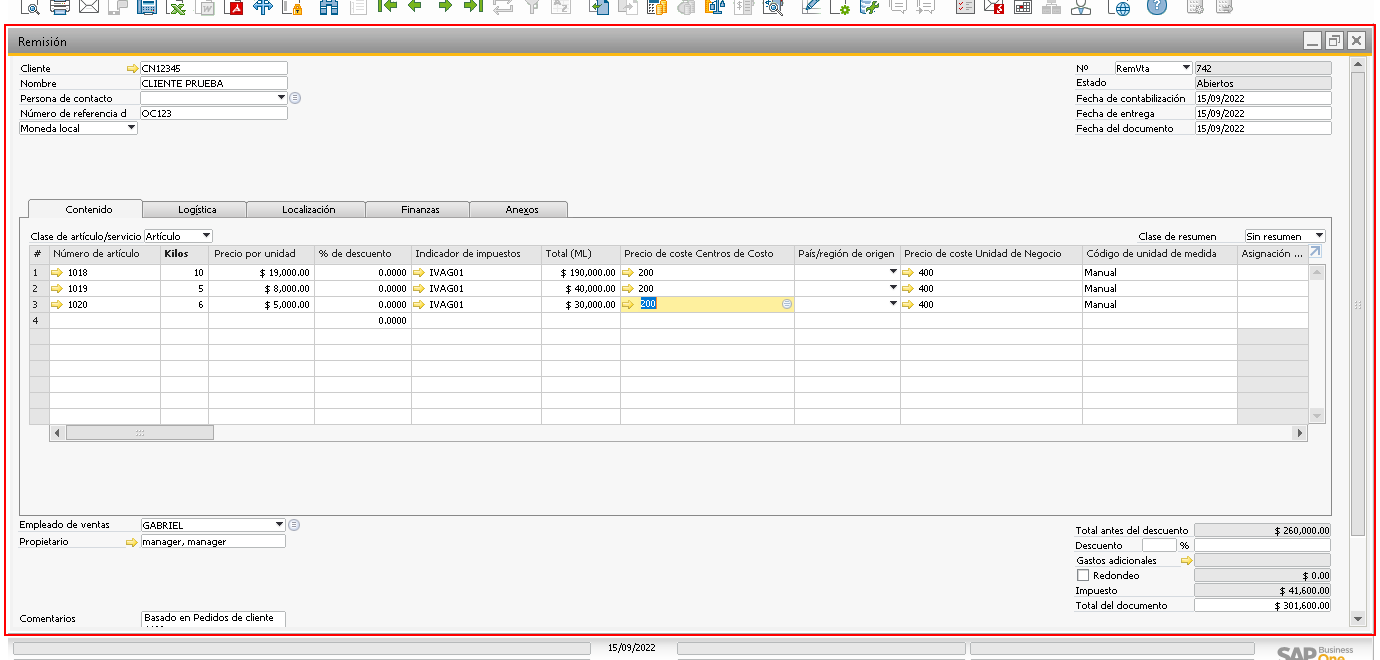 Remisión
Cliente CN12345
Nº RemVta 742
Nombre CLIENTE PRUEBA
Estado Abiertos
Persona de contacto
Fecha de contabilización 15/09/2022
Número de referencia d OC123
Fecha de entrega 15/09/2022
Moneda local
Fecha del documento 15/09/2022
Contenido Logística Localización Finanzas Anexos
Clase de artículo/servicio Artículo
Clase de resumen Sin resumen
# Número de artículo Kilos Precio por unidad % de descuento Indicador de impuestos Total (ML) Precio de coste Centros de Costo País/región de origen Precio de coste Unidad de Negocio Código de unidad de medida Asignación ...
1 1018 10 $ 19,000.00 0.0000 IVAG01 $ 190,000.00 200 400 Manual
2 1019 5 $ 8,000.00 0.0000 IVAG01 $ 40,000.00 200 400 Manual
3 1020 6 $ 5,000.00 0.0000 IVAG01 $ 30,000.00 200 400 Manual
4 0.0000
Empleado de ventas GABRIEL
Propietario manager, manager
Total antes del descuento $ 260,000.00
Descuento %
Gastos adicionales
Redondeo $ 0.00
Impuesto $ 41,600.00
Total del documento $ 301,600.00
Comentarios Basado en Pedidos de cliente
15/09/2022
SAP Business One